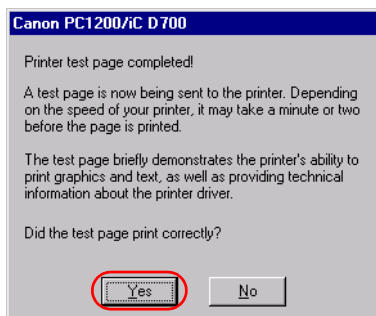 Canon PC1200/iC D700
Printer test page completed!
A test page is now being sent to the printer. Depending
on the speed of your printer, it may take a minute or two
before the page is printed.
The test page briefly demonstrates the printer's ability to
print graphics and text, as well as providing technical
information about the printer driver.
Did the test page print correctly?
Yes No